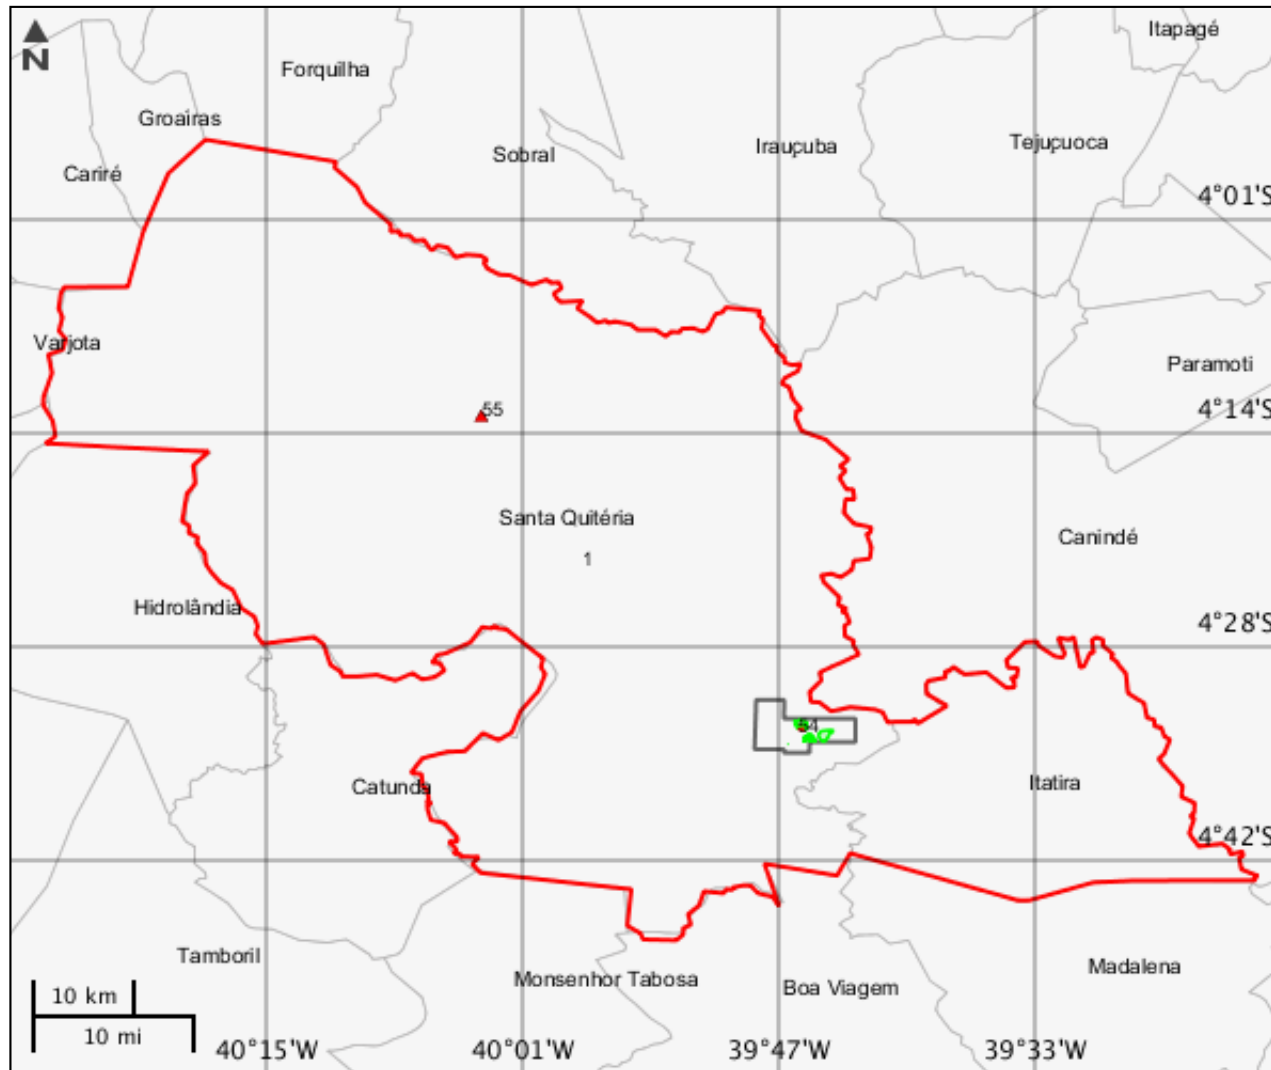 Itapagé
N
Forquilha
Groairas
Sobral
Irauçuba
Tejuçuoca
Cariré
4°01'S
Varjota
Paramoti
55
4°14'S
Santa Quitéria
Canindé
1
Hidrolândia
4°28'S
54
Catunda
Itatira
4°42'S
Tamboril
Monsenhor Tabosa
Boa Viagem
Madalena
10 km
10 mi
40°15'W
40°01'W
39°47'W
39°33'W